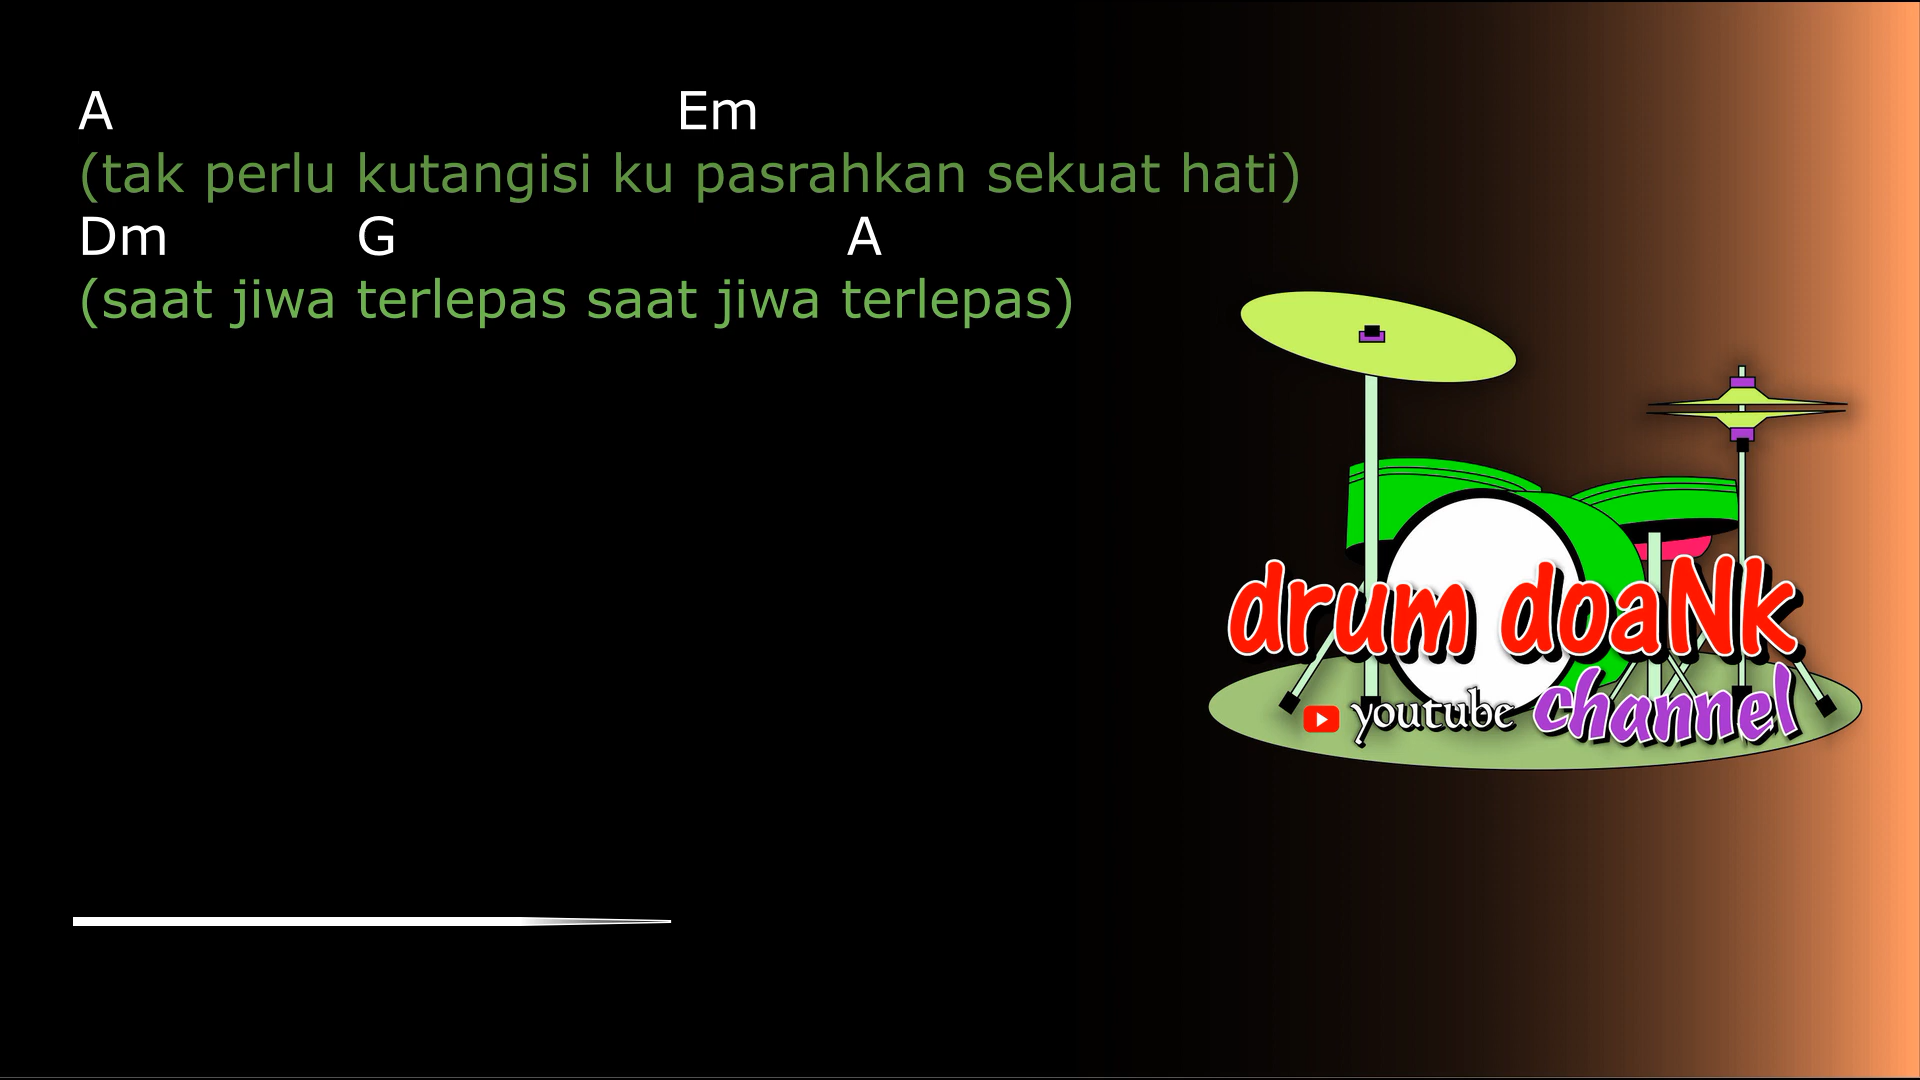 A Em
(tak perlu kutangisi ku pasrahkan sekuat hati)
Dm G A
(saat jiwa terlepas saat jiwa terlepas)
drum doaNk
youtube channel